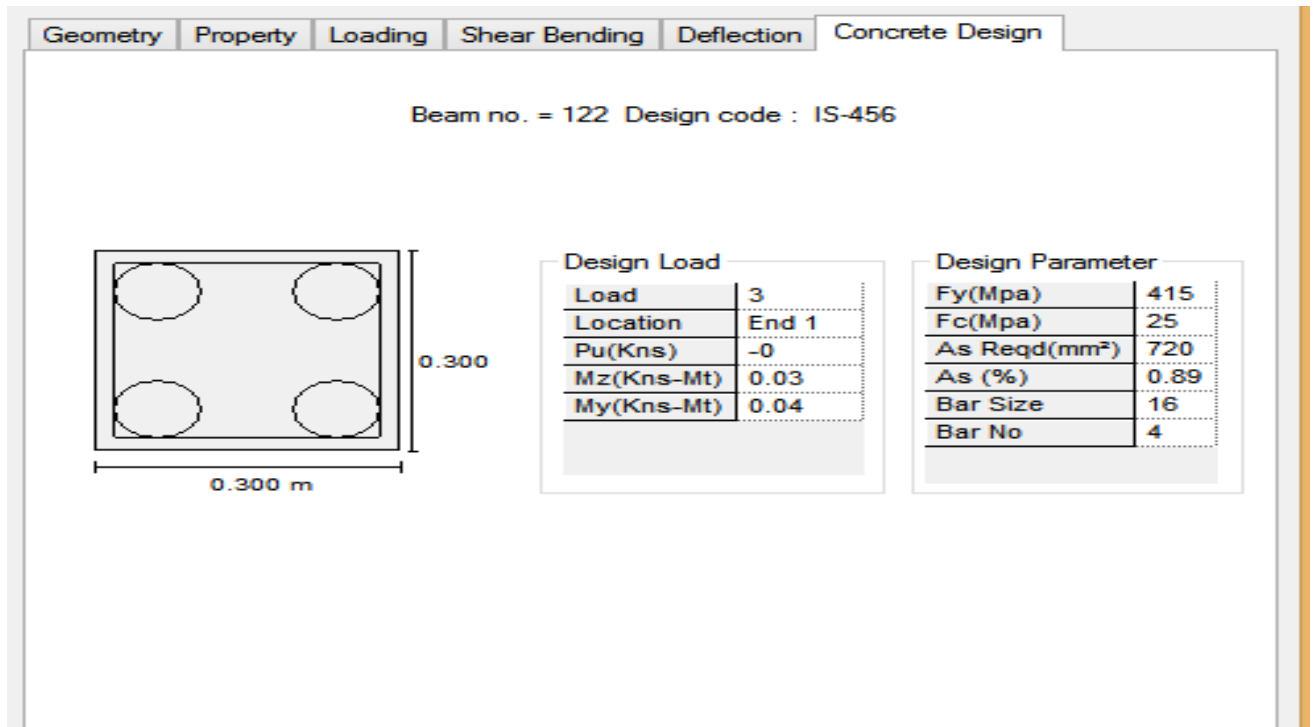 Geometry Property Loading Shear Bending Deflection Concrete Design
Beam no. = 122 Design code : IS-456
0.300
0.300 m
Design Load
Load 3
Location End 1
Pu(Kns) -0
Mz(Kns-Mt) 0.03
My(Kns-Mt) 0.04
Design Parameter
Fy(Mpa) 415
Fc(Mpa) 25
As Reqd(mm²) 720
As (%) 0.89
Bar Size 16
Bar No 4